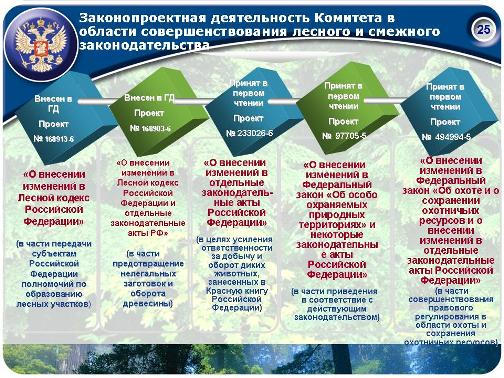 Законопроектная деятельность Комитета в
области совершенствования лесного и смежного
законодательства
25
Внесен в
ГД
Проект
№ 168913-6
«О внесении
изменений в
Лесной кодекс
Российской
Федерации»
(в части передачи
субъектам
Российской
Федерации
полномочий по
образованию
лесных участков)
Внесен в ГД
Проект
№ 168903-6
«О внесении
изменений в
Лесной кодекс
Российской
Федерации и
отдельные
законодательные
акты РФ»
(в части
предотвращение
нелегальных
заготовок и
оборота
древесины)
Принят в
первом
чтении
Проект
№ 233026-6
«О внесении
изменений в
отдельные
законодатель-
ные акты
Российской
Федерации»
(в целях усиления
ответственности
за добычу и
оборот диких
животных,
занесенных в
Красную книгу
Российской
Федерации)
Принят в
первом
чтении
Проект
№ 97705-5
«О внесении
изменений в
Федеральный
закон «Об особо
охраняемых
природных
территориях» и
некоторые
законодательны
е акты
Российской
Федерации»
(в части приведения
в соответствие с
действующим
законодательством)
Принят в
первом
чтении
Проект
№ 494994-5
«О внесении
изменений в
Федеральный
закон «Об охоте и о
сохранении
охотничьих
ресурсов и о
внесении
изменений в
отдельные
законодательные
акты Российской
Федерации»
(в части
совершенствования
правового
регулирования в
области охоты и
сохранения
охотничьих ресурсов)